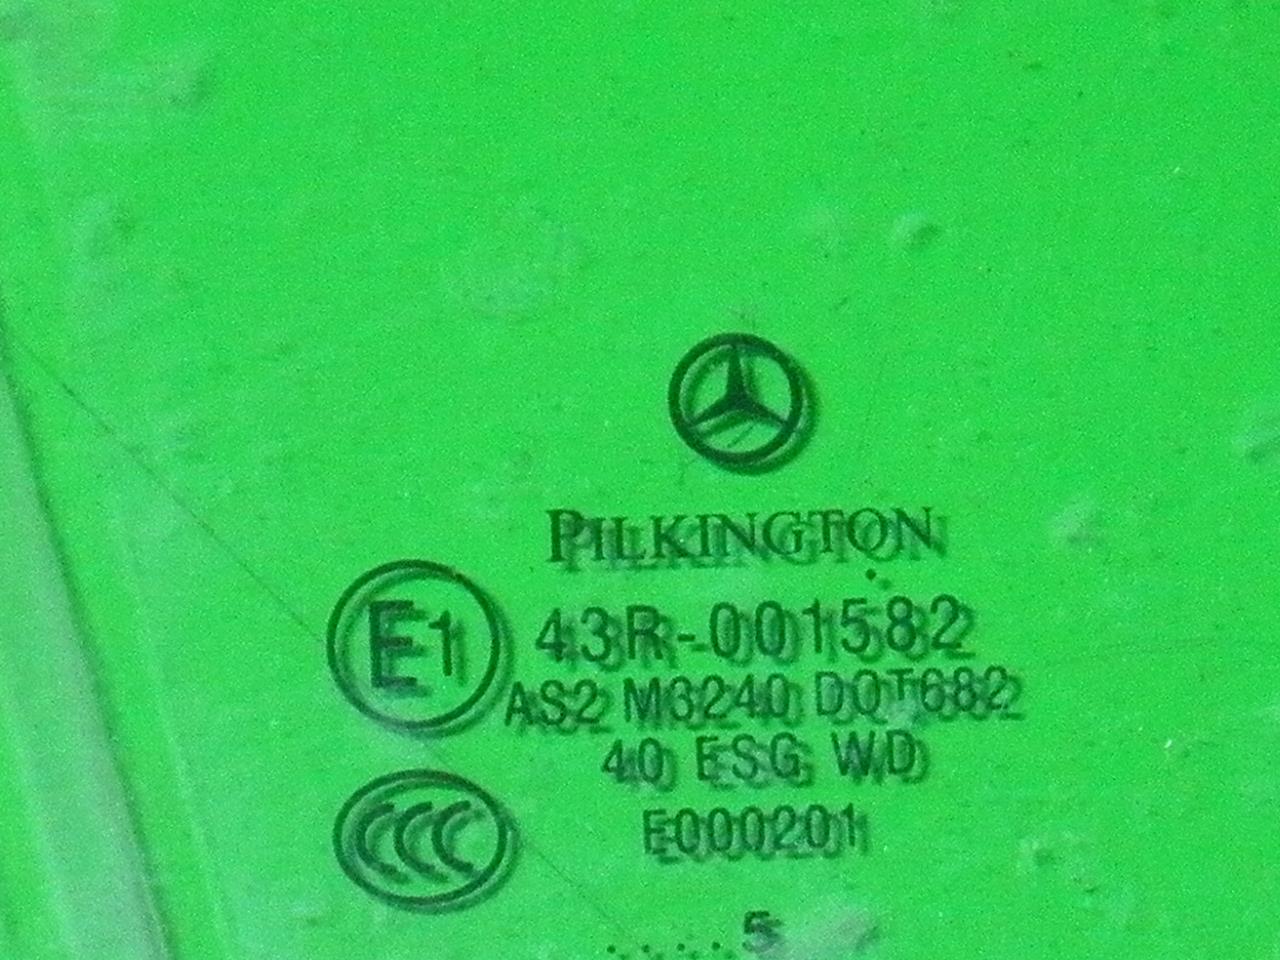 PILKINGTON
E1
43R-001582
AS2 M3240 DOT682
40 ESG WD
CCC
E000201
.....5